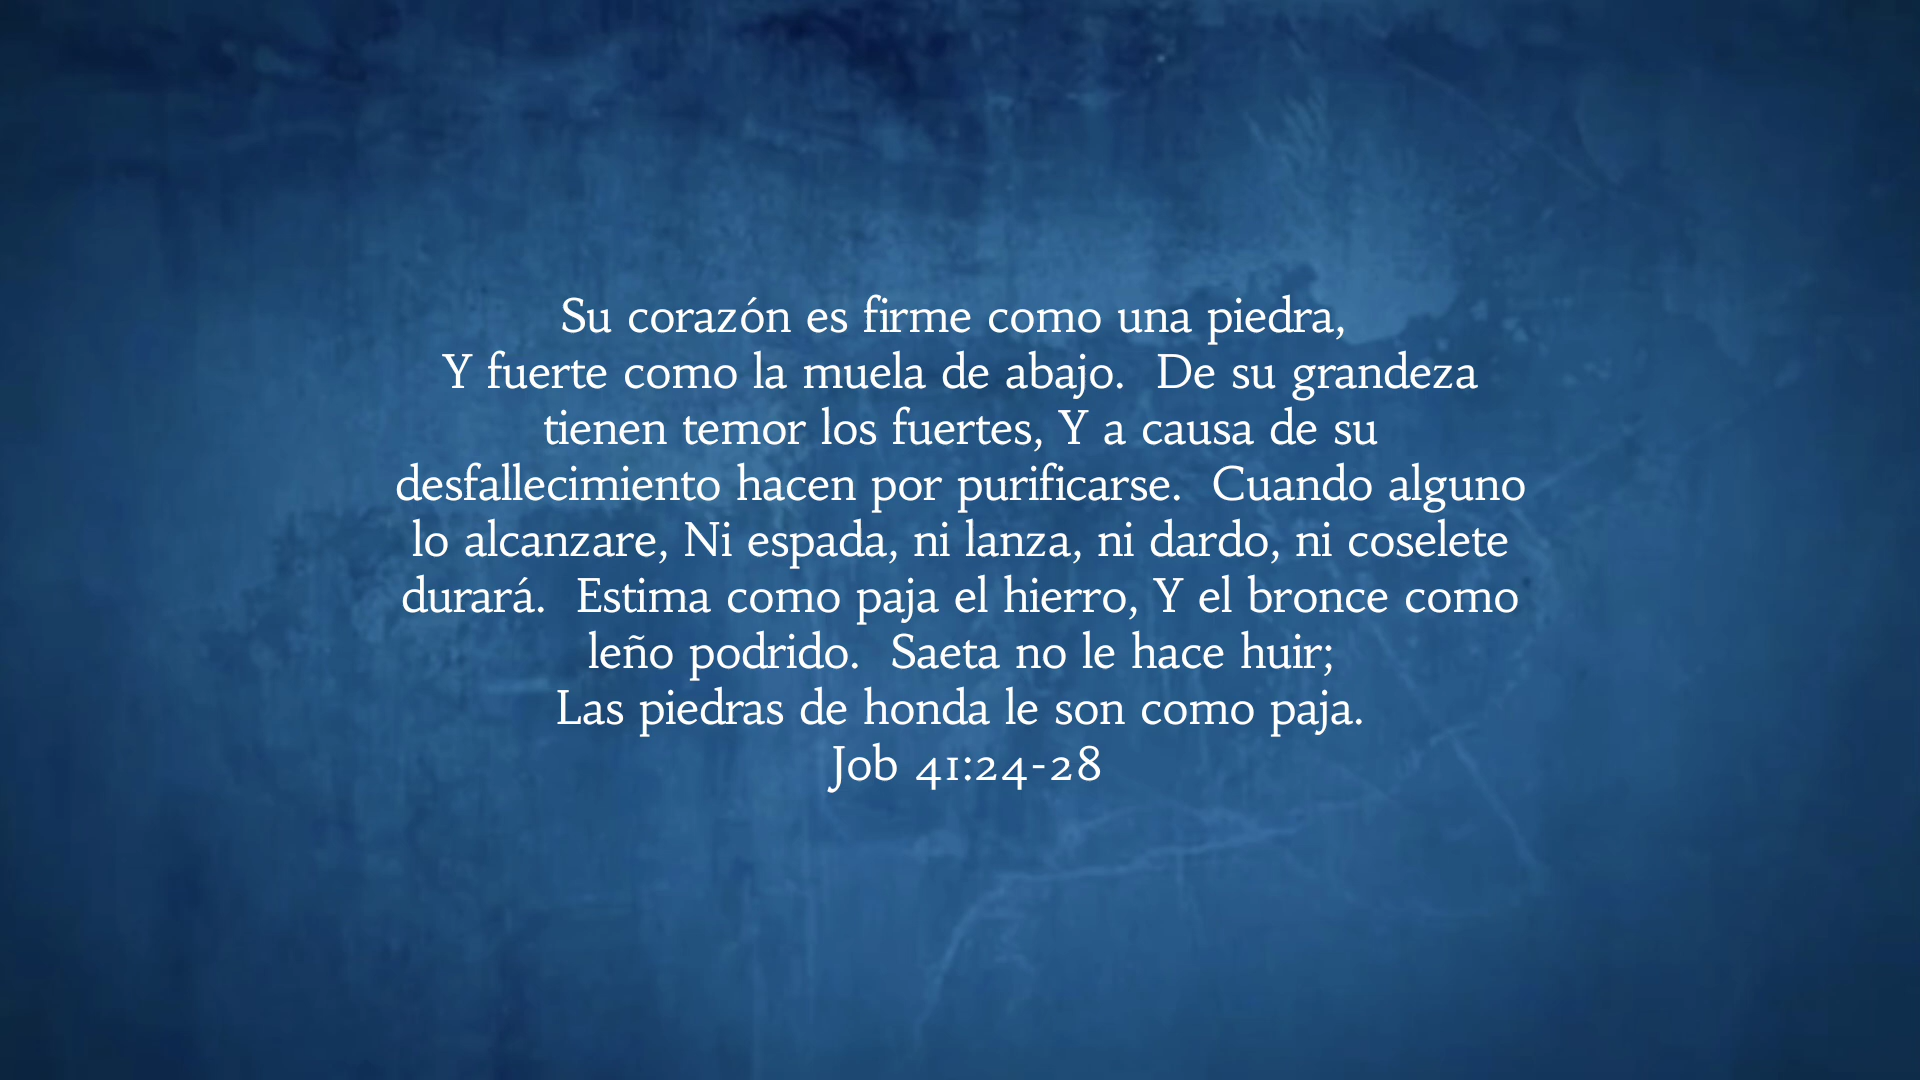 Su corazón es firme como una piedra,
Y fuerte como la muela de abajo.  De su grandeza
tienen temor los fuertes, Y a causa de su
desfallecimiento hacen por purificarse.  Cuando alguno
lo alcanzare, Ni espada, ni lanza, ni dardo, ni coselete
durará.  Estima como paja el hierro, Y el bronce como
leño podrido.  Saeta no le hace huir;
Las piedras de honda le son como paja.
Job 41:24-28